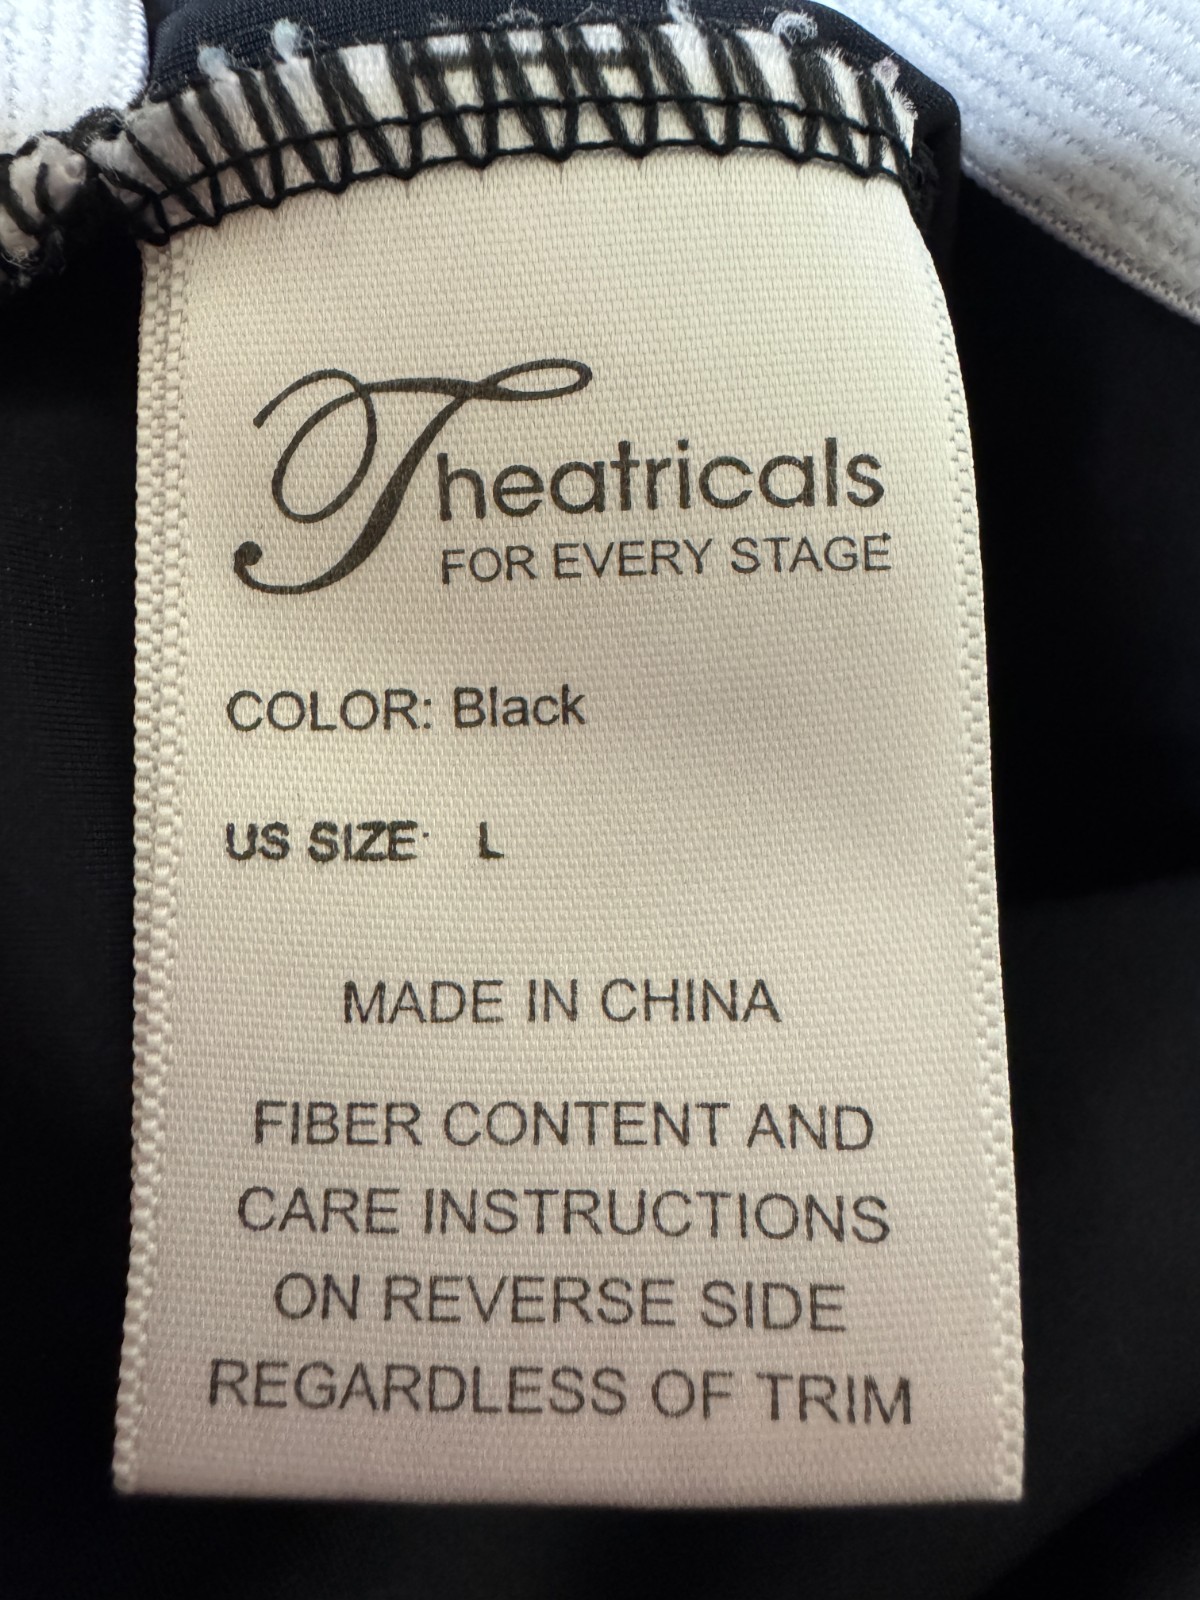 Theatricals
FOR EVERY STAGE
COLOR: Black
US SIZE: L
MADE IN CHINA
FIBER CONTENT AND
CARE INSTRUCTIONS
ON REVERSE SIDE
REGARDLESS OF TRIM